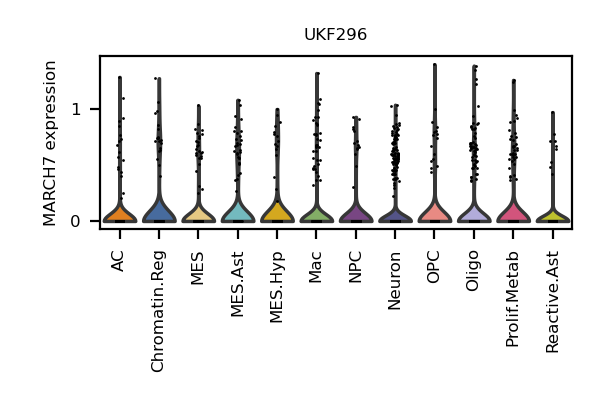 UKF296
MARCH7 expression
1
0
AC
Chromatin.Reg
MES
MES.Ast
MES.Hyp
Mac
NPC
Neuron
OPC
Oligo
Prolif.Metab
Reactive.Ast